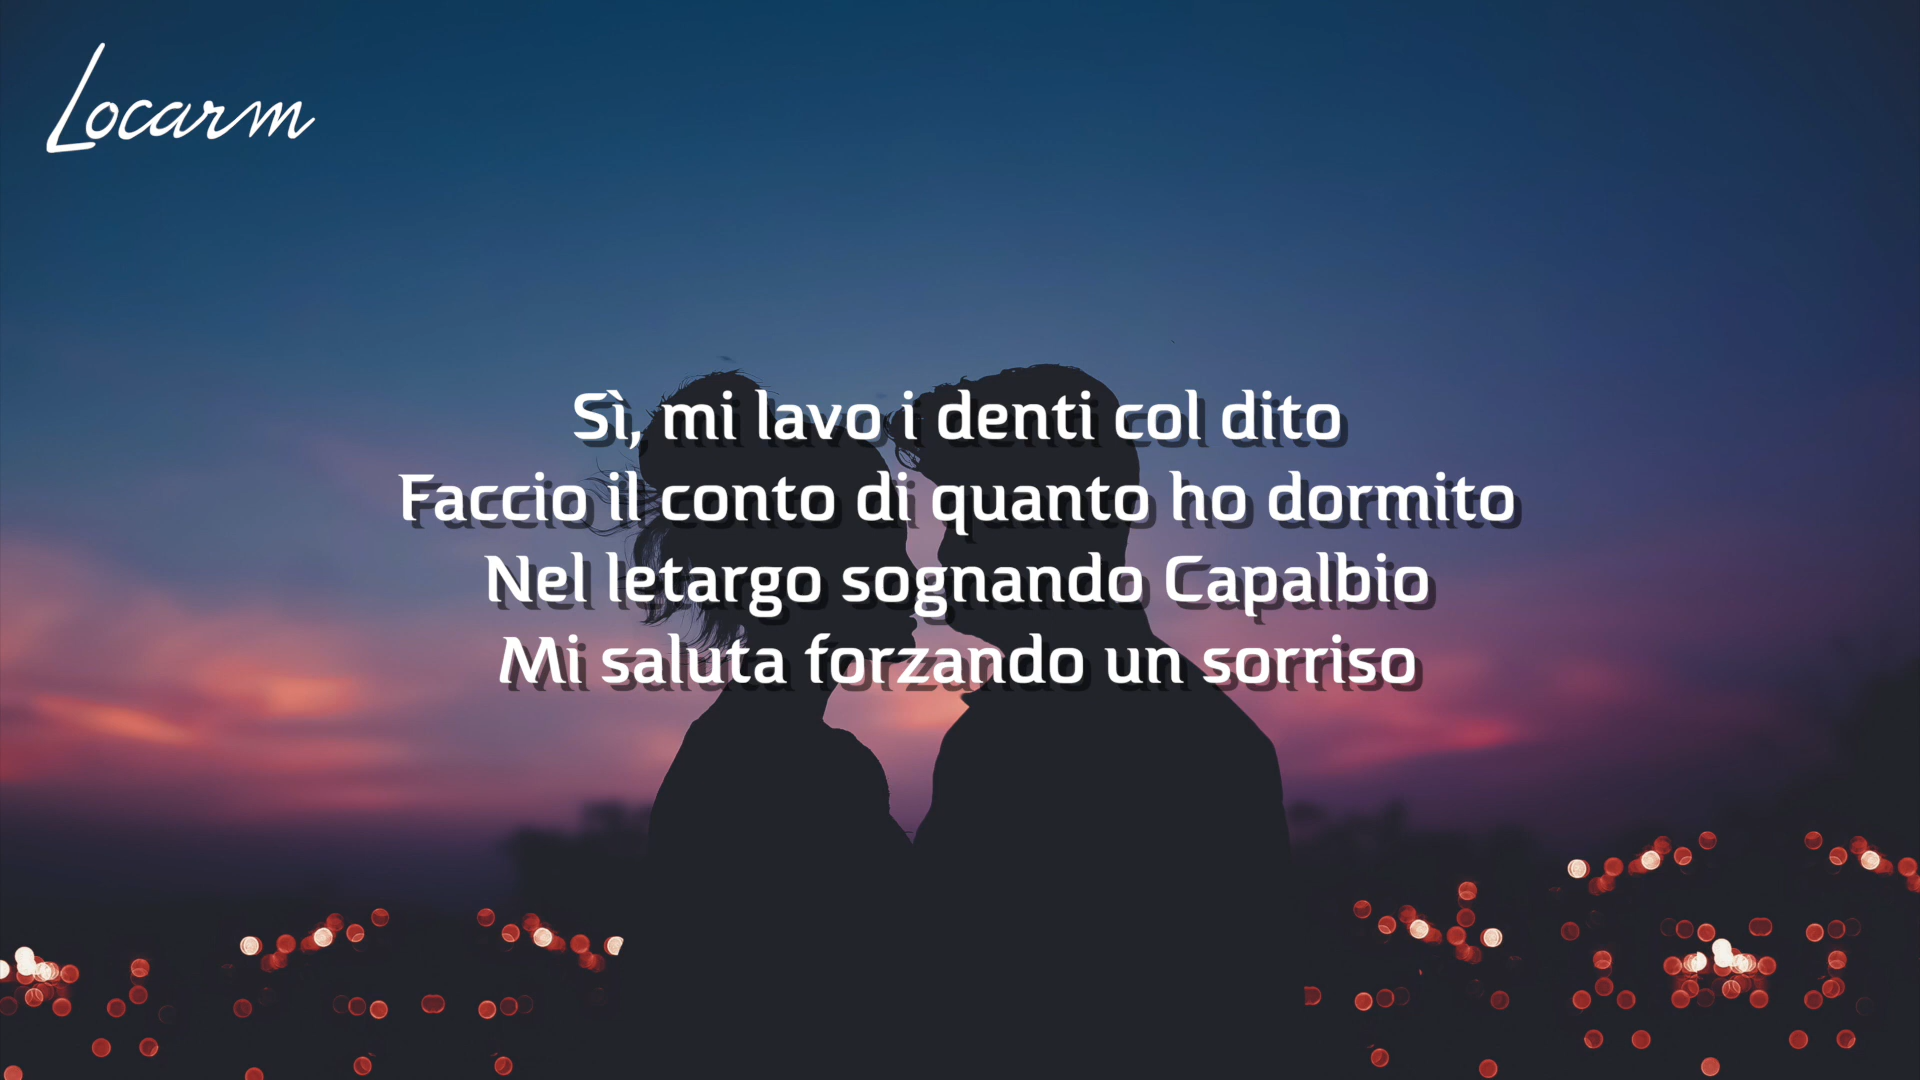 Locarm
Sì, mi lavo i denti col dito
Faccio il conto di quanto ho dormito
Nel letargo sognando Capalbio
Mi saluta forzando un sorriso